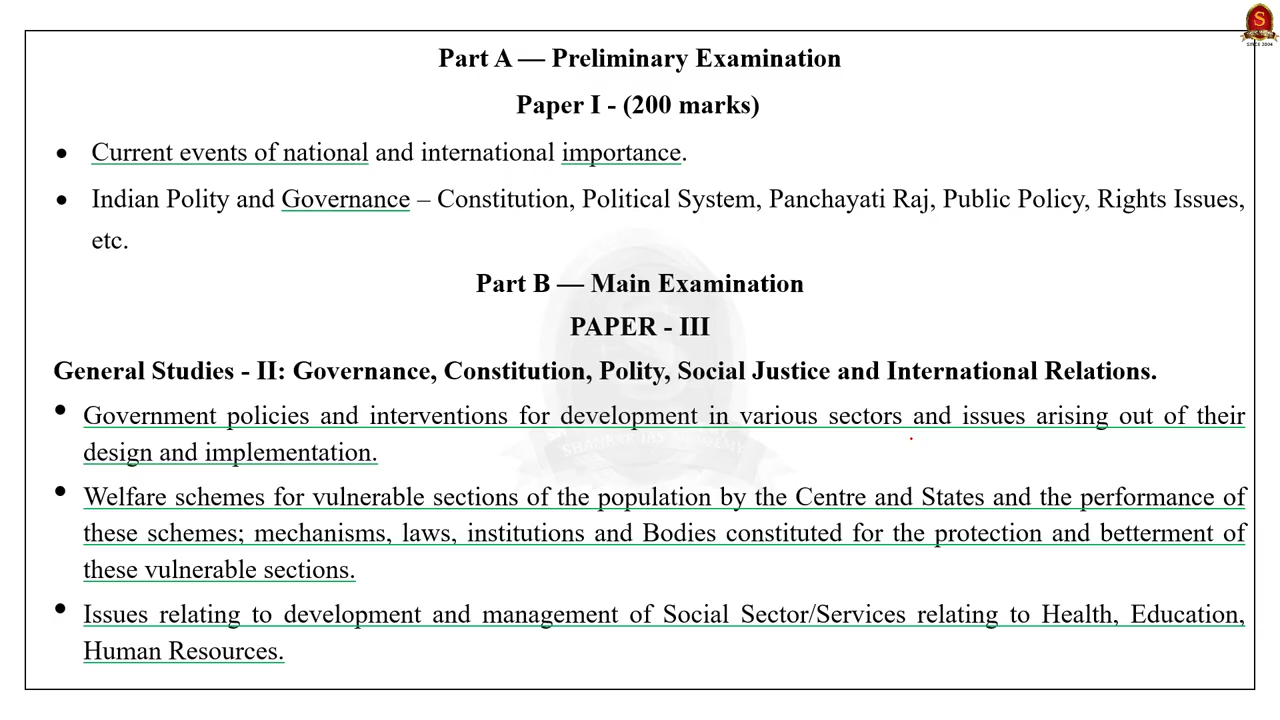 S
SINCE 2004
Part A — Preliminary Examination
Paper I - (200 marks)
• Current events of national and international importance.
• Indian Polity and Governance – Constitution, Political System, Panchayati Raj, Public Policy, Rights Issues,
etc.
Part B — Main Examination
PAPER - III
General Studies - II: Governance, Constitution, Polity, Social Justice and International Relations.
• Government policies and interventions for development in various sectors and issues arising out of their
design and implementation.
SHANKAR IAS ACADEMY
• Welfare schemes for vulnerable sections of the population by the Centre and States and the performance of
these schemes; mechanisms, laws, institutions and Bodies constituted for the protection and betterment of
these vulnerable sections.
• Issues relating to development and management of Social Sector/Services relating to Health, Education,
Human Resources.